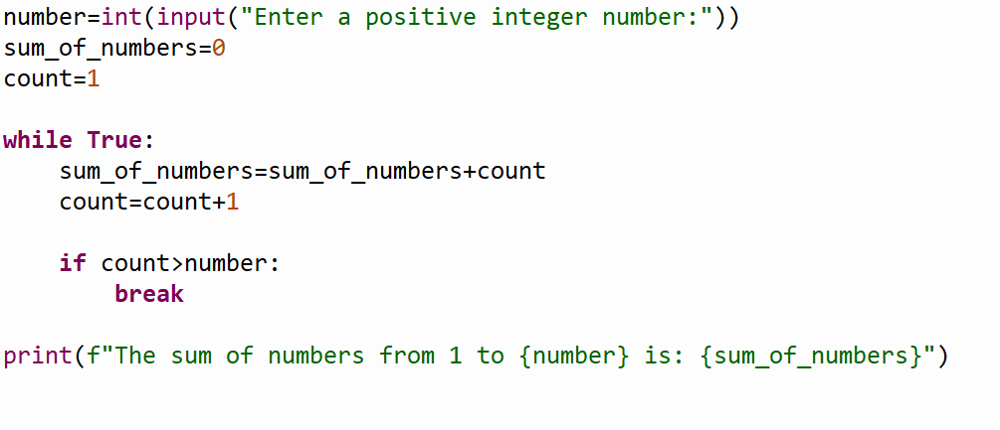 number=int(input("Enter a positive integer number:"))
sum_of_numbers=0
count=1
while True:
    sum_of_numbers=sum_of_numbers+count
    count=count+1
    if count>number:
        break
print(f"The sum of numbers from 1 to {number} is: {sum_of_numbers}")